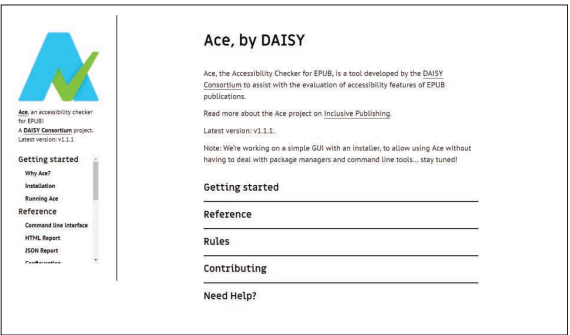 Ace, an accessibility checker
for EPUB!
A DAISY Consortium project.
Latest version: v1.1.1
Getting started
Why Ace?
Installation
Running Ace
Reference
Command line interface
HTML Report
JSON Report
Configuration
Ace, by DAISY
Ace, the Accessibility Checker for EPUB, is a tool developed by the DAISY
Consortium to assist with the evaluation of accessibility features of EPUB
publications.
Read more about the Ace project on Inclusive Publishing.
Latest version: v1.1.1.
Note: We're working on a simple GUI with an installer, to allow using Ace without
having to deal with package managers and command line tools... stay tuned!
Getting started
Reference
Rules
Contributing
Need Help?